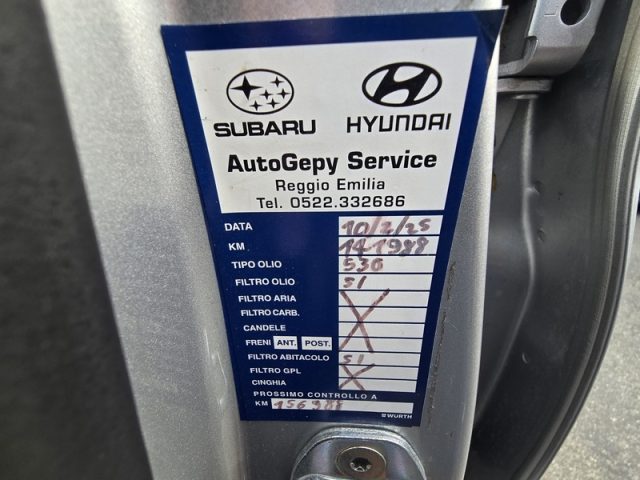 SUBARU HYUNDAI
AutoGepy Service
Reggio Emilia
Tel. 0522.332686
DATA 10/2/25
KM 141988
TIPO OLIO 530
FILTRO OLIO SI
FILTRO ARIA X
FILTRO CARB.
CANDELE X
FRENI ANT. POST.
FILTRO ABITACOLO SI
FILTRO GPL X
CINGHIA
PROSSIMO CONTROLLO A
KM 156988
WÜRTH